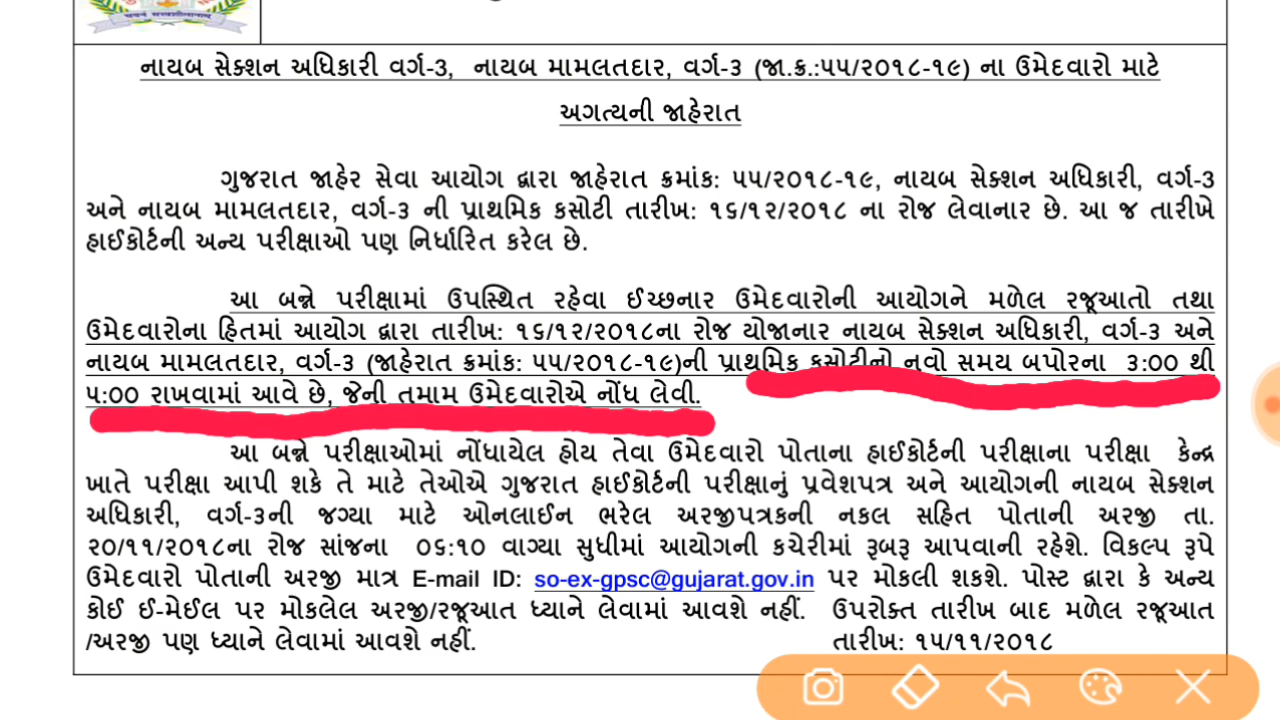 નાયબ સેક્શન અધિકારી વર્ગ-3, નાયબ મામલતદાર, વર્ગ-૩ (જા.ક્ર.:૫૫/૨૦૧૮-૧૯) ના ઉમેદવારો માટે
અગત્યની જાહેરાત
ગુજરાત જાહેર સેવા આયોગ દ્વારા જાહેરાત ક્રમાંક: ૫૫/૨૦૧૮-૧૯, નાયબ સેક્શન અધિકારી, વર્ગ-3
અને નાયબ મામલતદાર, વર્ગ-૩ ની પ્રાથમિક કસોટી તારીખ: ૧૬/૧૨/૨૦૧૮ ના રોજ લેવાનાર છે. આ જ તારીખે
હાઈકોર્ટની અન્ય પરીક્ષાઓ પણ નિર્ધારિત કરેલ છે.
આ બન્ને પરીક્ષામાં ઉપસ્થિત રહેવા ઈચ્છનાર ઉમેદવારોની આયોગને મળેલ રજૂઆતો તથા
ઉમેદવારોના હિતમાં આયોગ દ્વારા તારીખ: ૧૬/૧૨/૨૦૧૮ના રોજ યોજાનાર નાયબ સેક્શન અધિકારી, વર્ગ-૩ અને
નાયબ મામલતદાર, વર્ગ-૩ (જાહેરાત ક્રમાંક: ૫૫/૨૦૧૮-૧૯)ની પ્રાથમિક કસોટીનો નવો સમય બપોરના 3:00 થી
૫:00 રાખવામાં આવે છે, જેની તમામ ઉમેદવારોએ નોંધ લેવી.
આ બન્ને પરીક્ષાઓમાં નોંધાયેલ હોય તેવા ઉમેદવારો પોતાના હાઈકોર્ટની પરીક્ષાના પરીક્ષા કેન્દ્ર
ખાતે પરીક્ષા આપી શકે તે માટે તેઓએ ગુજરાત હાઈકોર્ટની પરીક્ષાનું પ્રવેશપત્ર અને આયોગની નાયબ સેક્શન
અધિકારી, વર્ગ-૩ની જગ્યા માટે ઓનલાઈન ભરેલ અરજીપત્રકની નકલ સહિત પોતાની અરજી તા.
૨૦/૧૧/૨૦૧૮ના રોજ સાંજના ૦૬:૧૦ વાગ્યા સુધીમાં આયોગની કચેરીમાં રૂબરૂ આપવાની રહેશે. વિકલ્પ રૂપે
ઉમેદવારો પોતાની અરજી માત્ર E-mail ID: so-ex-gpsc@gujarat.gov.in પર મોકલી શકશે. પોસ્ટ દ્વારા કે અન્ય
કોઈ ઈ-મેઈલ પર મોકલેલ અરજી/રજૂઆત ધ્યાને લેવામાં આવશે નહીં. ઉપરોક્ત તારીખ બાદ મળેલ રજૂઆત
/અરજી પણ ધ્યાને લેવામાં આવશે નહીં. તારીખ: ૧૫/૧૧/૨૦૧૮